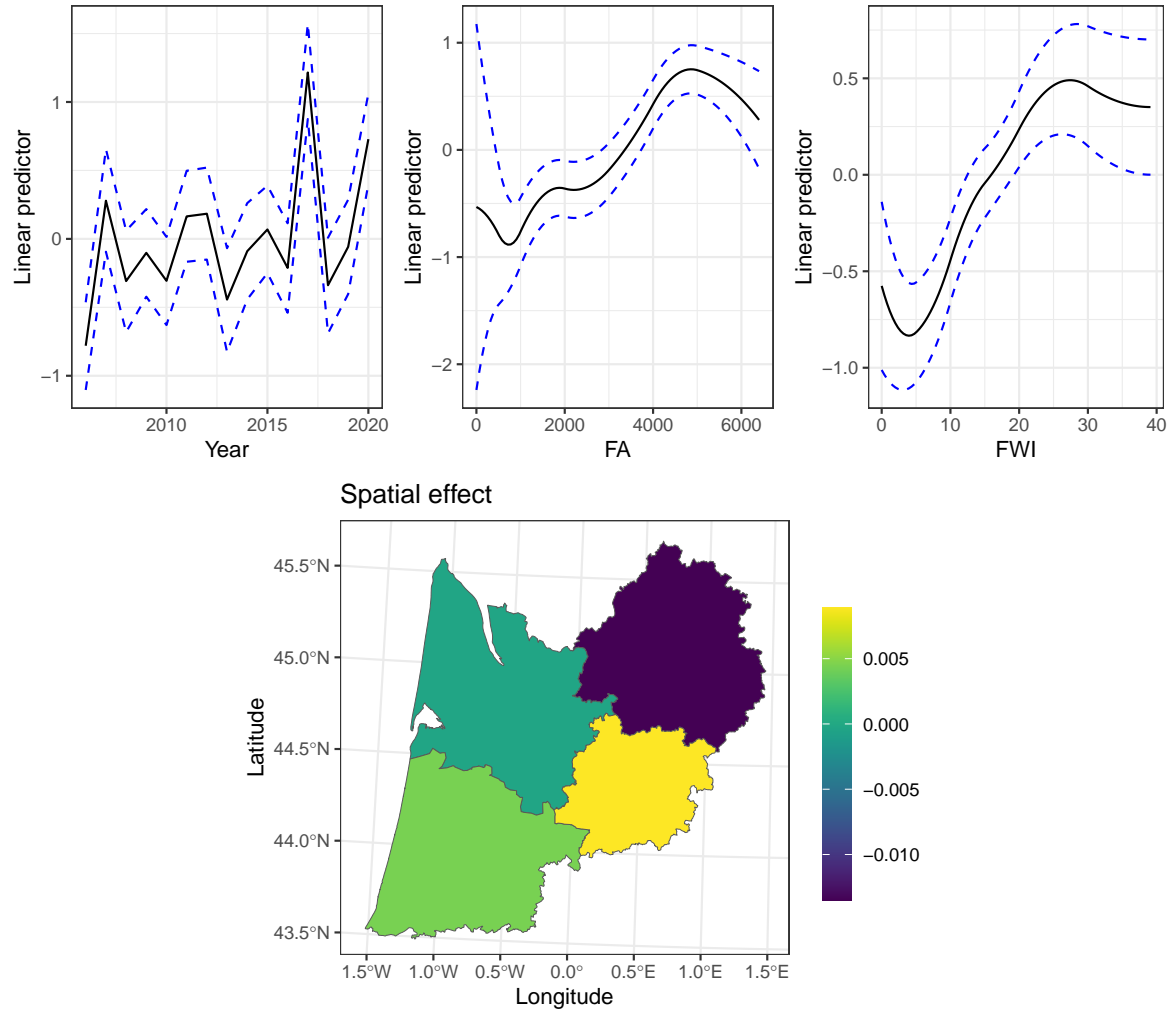 Linear predictor
1
0
−1
2010
2015
2020
Year
Linear predictor
1
0
−1
−2
0
2000
4000
6000
FA
Linear predictor
0.5
0.0
−0.5
−1.0
0
10
20
30
40
FWI
Spatial effect
Latitude
45.5°N
45.0°N
44.5°N
44.0°N
43.5°N
1.5°W
1.0°W
0.5°W
0.0°
0.5°E
1.0°E
1.5°E
Longitude
0.005
0.000
−0.005
−0.010